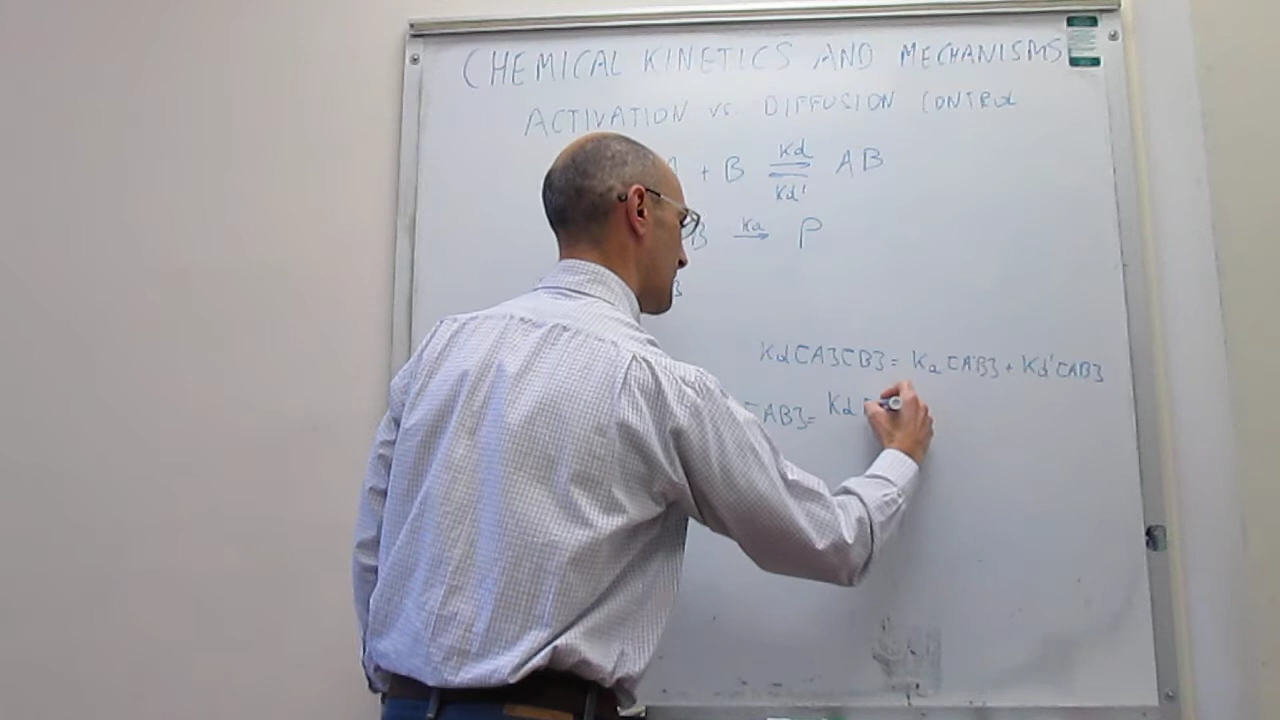 CHEMICAL KINETICS AND MECHANISMS
ACTIVATION VS. DIFFUSION CONTROL
A + B ⇌ AB
Kd
Kd'
B →Ka P
B
Kd[A][B] = Ka[AB] + Kd'[AB]
[AB] = Kd [